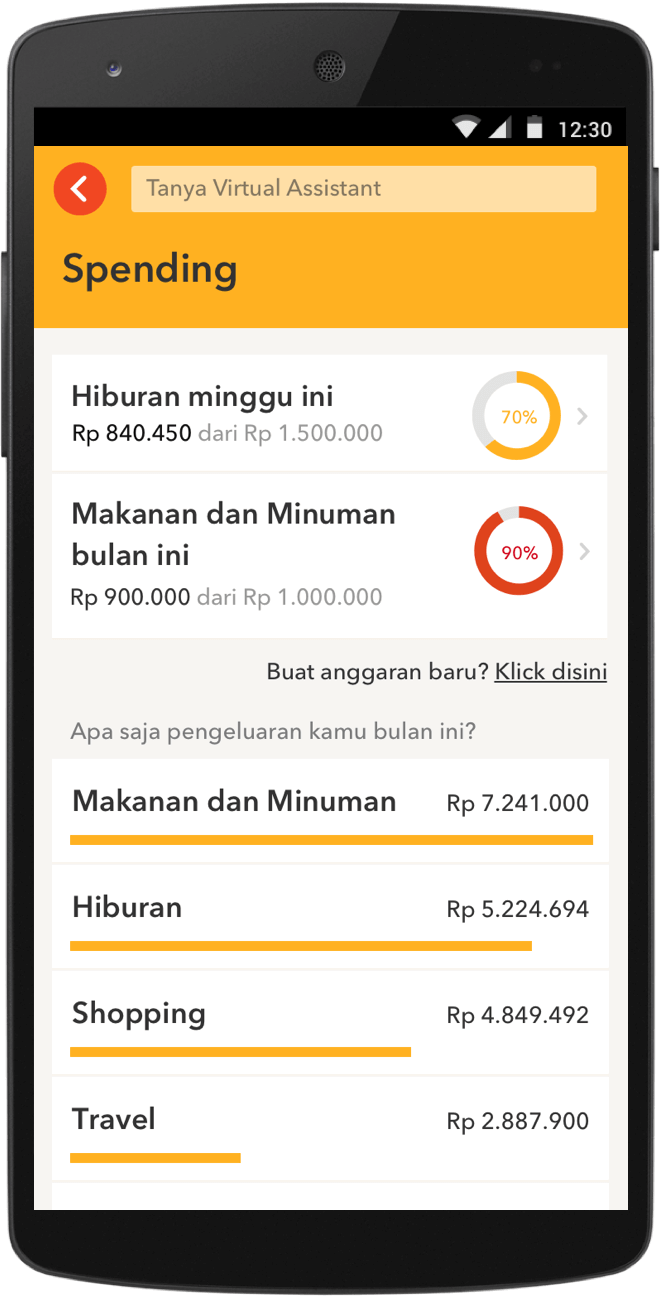 12:30
Tanya Virtual Assistant
Spending
Hiburan minggu ini
Rp 840.450 dari Rp 1.500.000
70%
Makanan dan Minuman
bulan ini
Rp 900.000 dari Rp 1.000.000
90%
Buat anggaran baru? Klick disini
Apa saja pengeluaran kamu bulan ini?
Makanan dan Minuman Rp 7.241.000
Hiburan Rp 5.224.694
Shopping Rp 4.849.492
Travel Rp 2.887.900